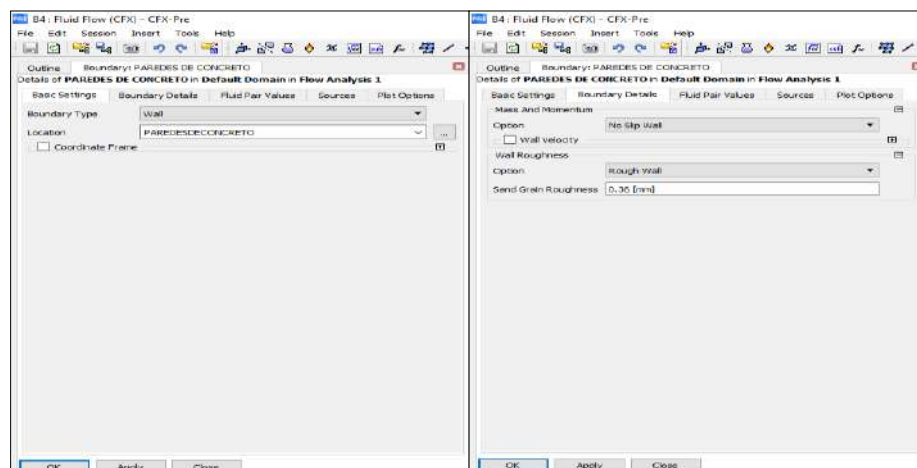 B4 : Fluid Flow (CFX) - CFX-Pre
File Edit Session Insert Tools Help
Outline Boundary: PAREDES DE CONCRETO
Details of PAREDES DE CONCRETO in Default Domain in Flow Analysis 1
Basic Settings Boundary Details Fluid Pair Values Sources Plot Options
Boundary Type Wall
Location PAREDESDECONCRETO ...
Coordinate Frame
OK Apply Close
B4 : Fluid Flow (CFX) - CFX-Pre
File Edit Session Insert Tools Help
Outline Boundary: PAREDES DE CONCRETO
Details of PAREDES DE CONCRETO in Default Domain in Flow Analysis 1
Basic Settings Boundary Details Fluid Pair Values Sources Plot Options
Mass And Momentum
Option No Slip Wall
Wall Velocity
Wall Roughness
Option Rough Wall
Sand Grain Roughness 0.36 [mm]
OK Apply Close